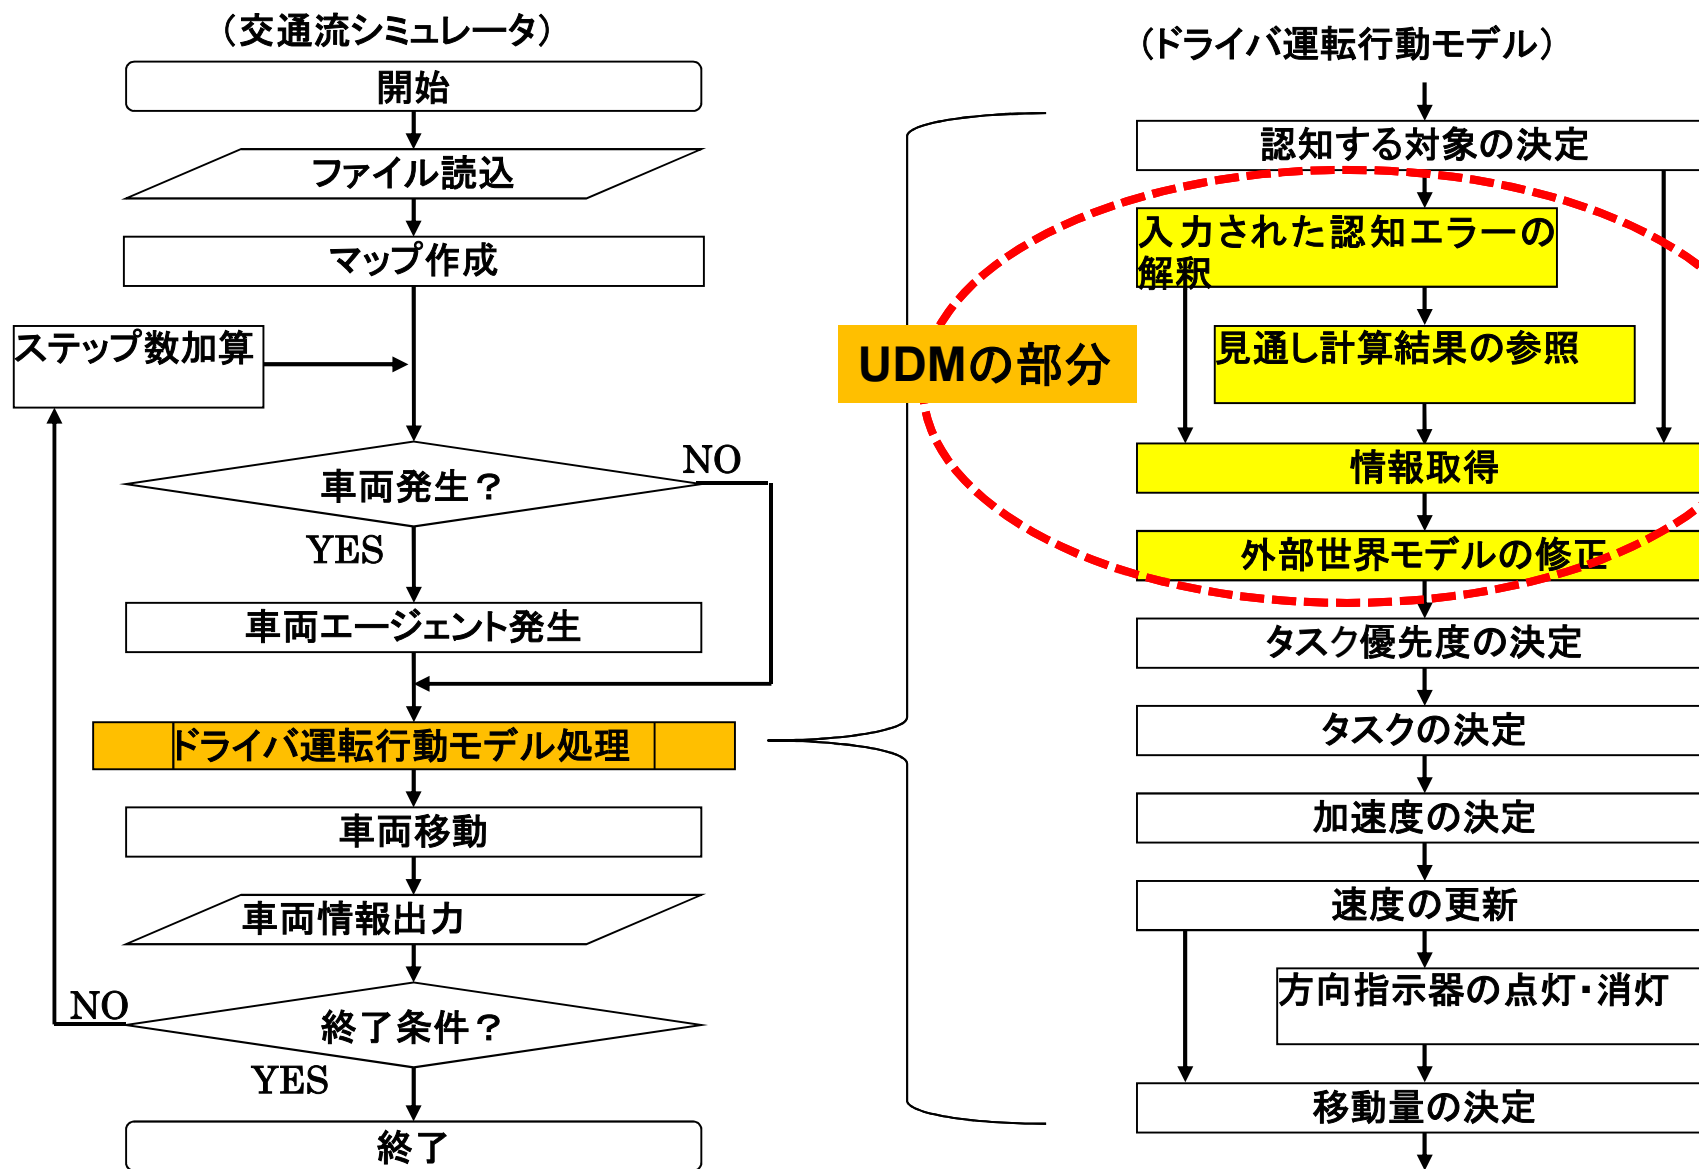 （交通流シミュレータ）
開始
ファイル読込
マップ作成
ステップ数加算
車両発生？
NO
YES
車両エージェント発生
ドライバ運転行動モデル処理
車両移動
車両情報出力
終了条件？
NO
YES
終了
（ドライバ運転行動モデル）
認知する対象の決定
入力された認知エラーの
解釈
見通し計算結果の参照
UDMの部分
情報取得
外部世界モデルの修正
タスク優先度の決定
タスクの決定
加速度の決定
速度の更新
方向指示器の点灯・消灯
移動量の決定